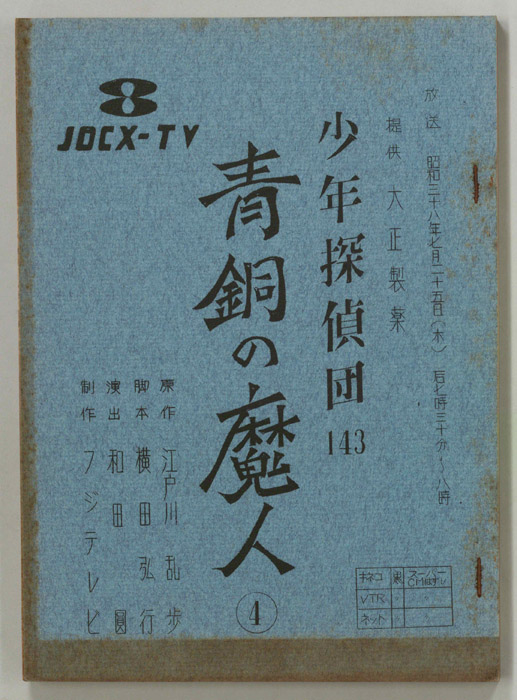 放送 昭和三十八年七月二十五日(木) 后七時三十分~八時
提供 大正製薬
少年探偵団 143
青銅の魔人
4
8
JOCX-TV
原作 江戸川乱歩
脚本 横田弘行
演出 和田圓
制作 フジテレビ
キネコ
VTR
ネット
スーパー